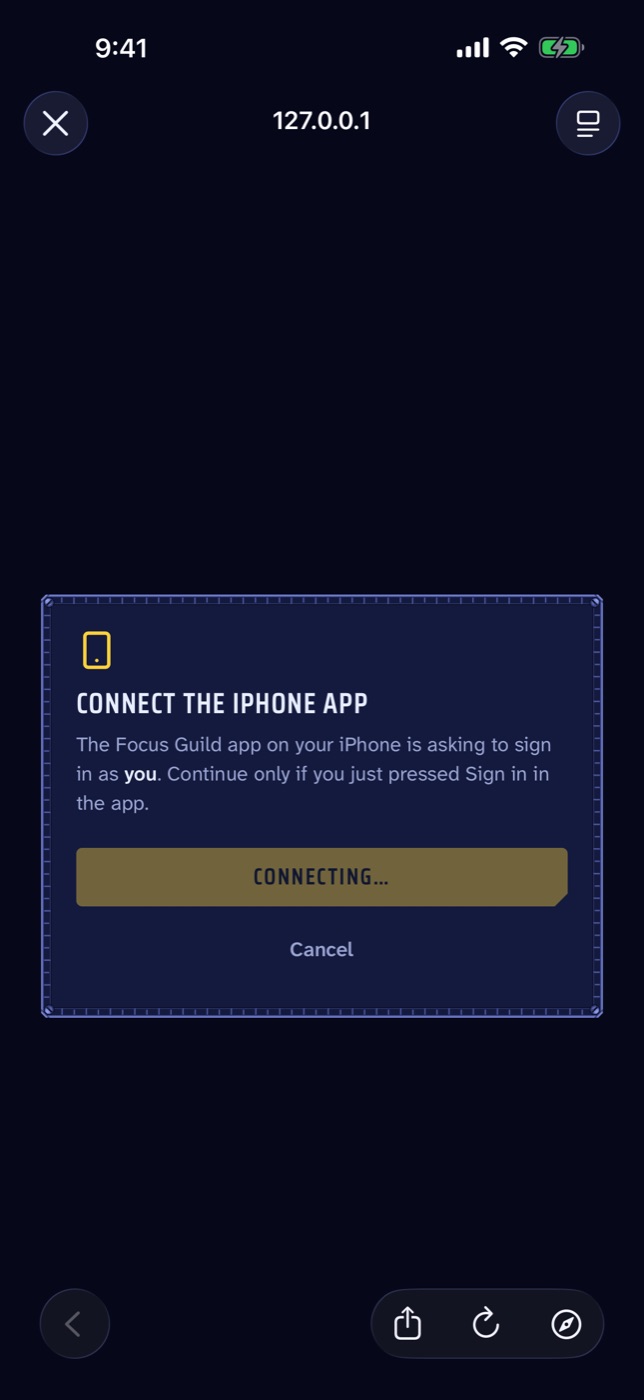 9:41
127.0.0.1
CONNECT THE IPHONE APP
The Focus Guild app on your iPhone is asking to sign
in as you. Continue only if you just pressed Sign in in
the app.
CONNECTING...
Cancel